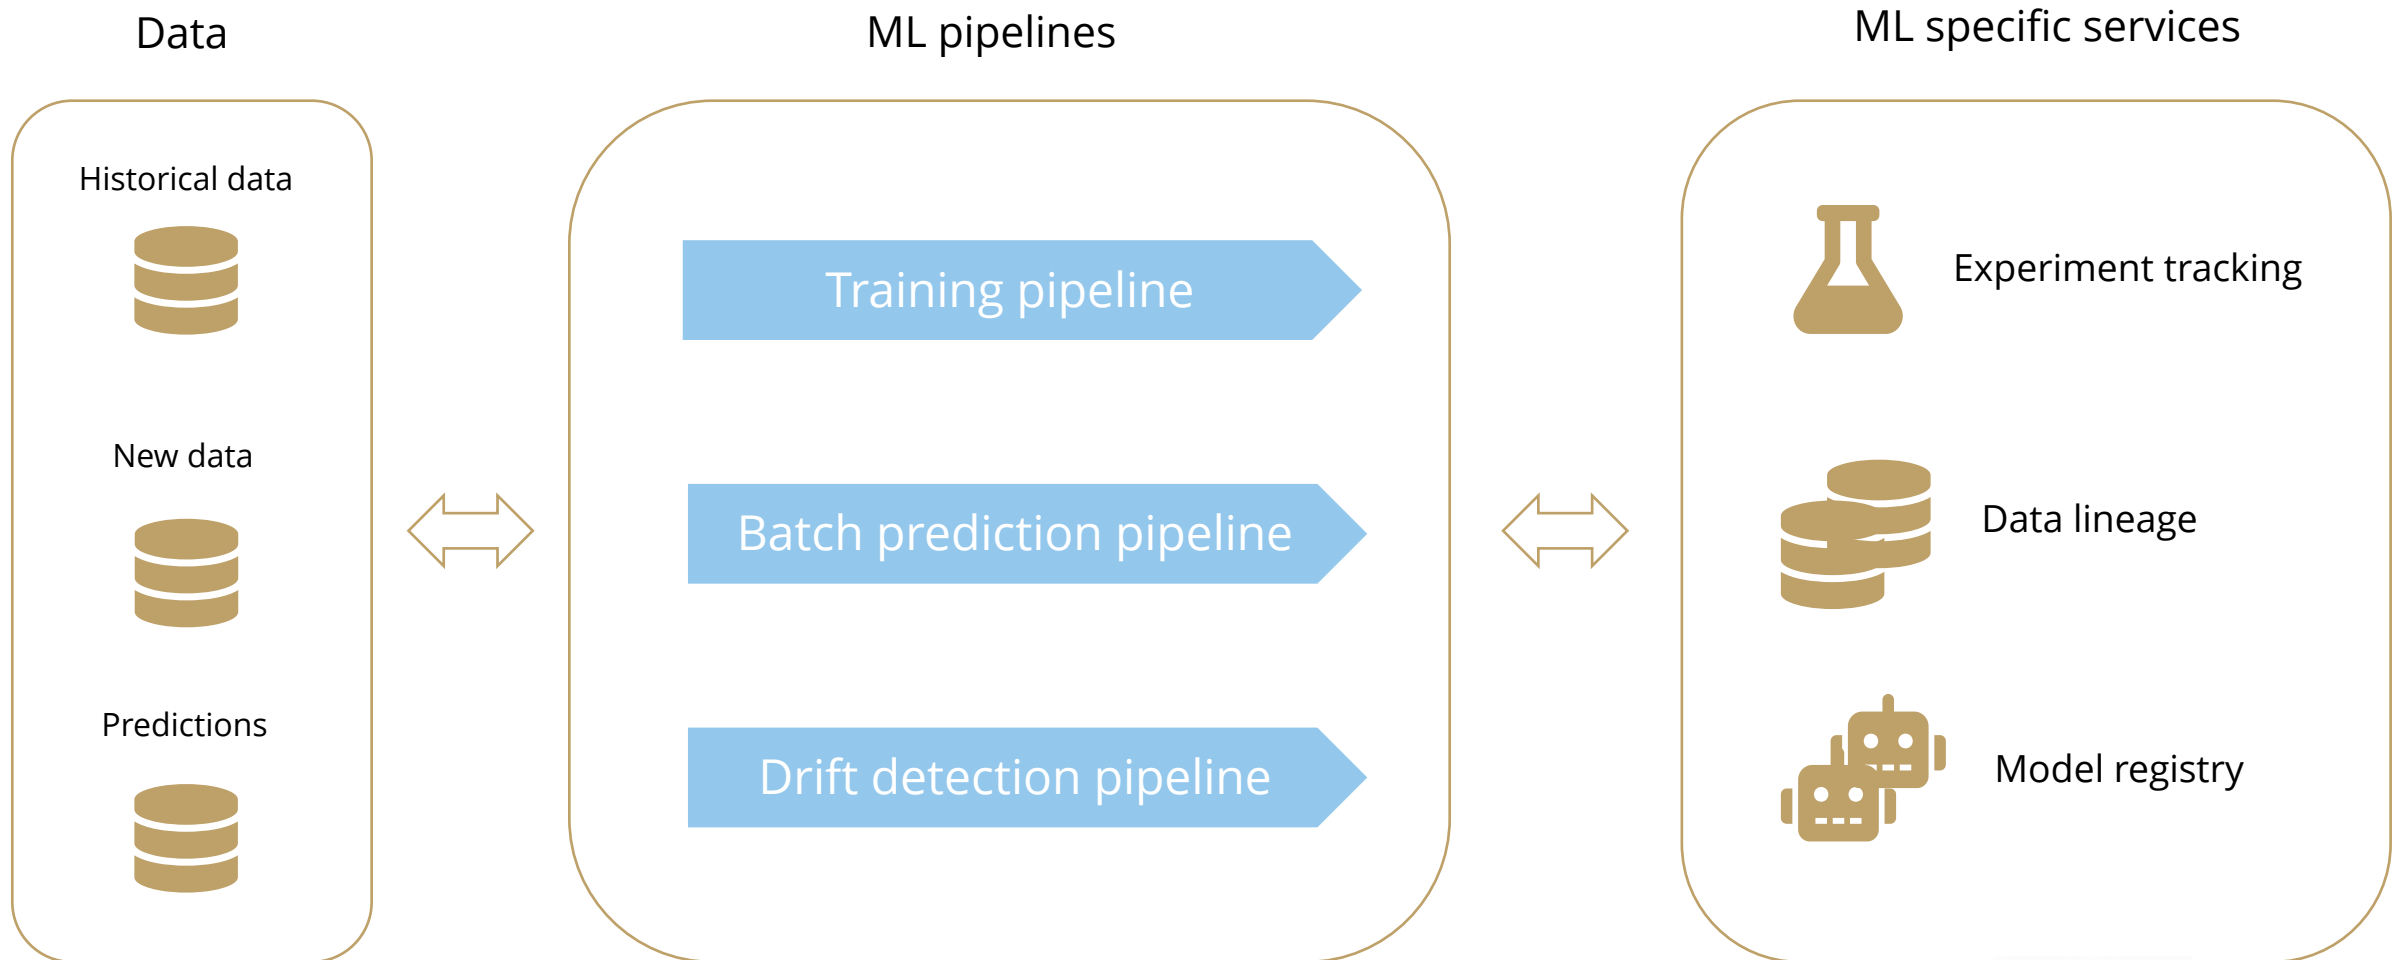 Data
Historical data
New data
Predictions
ML pipelines
Training pipeline
Batch prediction pipeline
Drift detection pipeline
ML specific services
Experiment tracking
Data lineage
Model registry